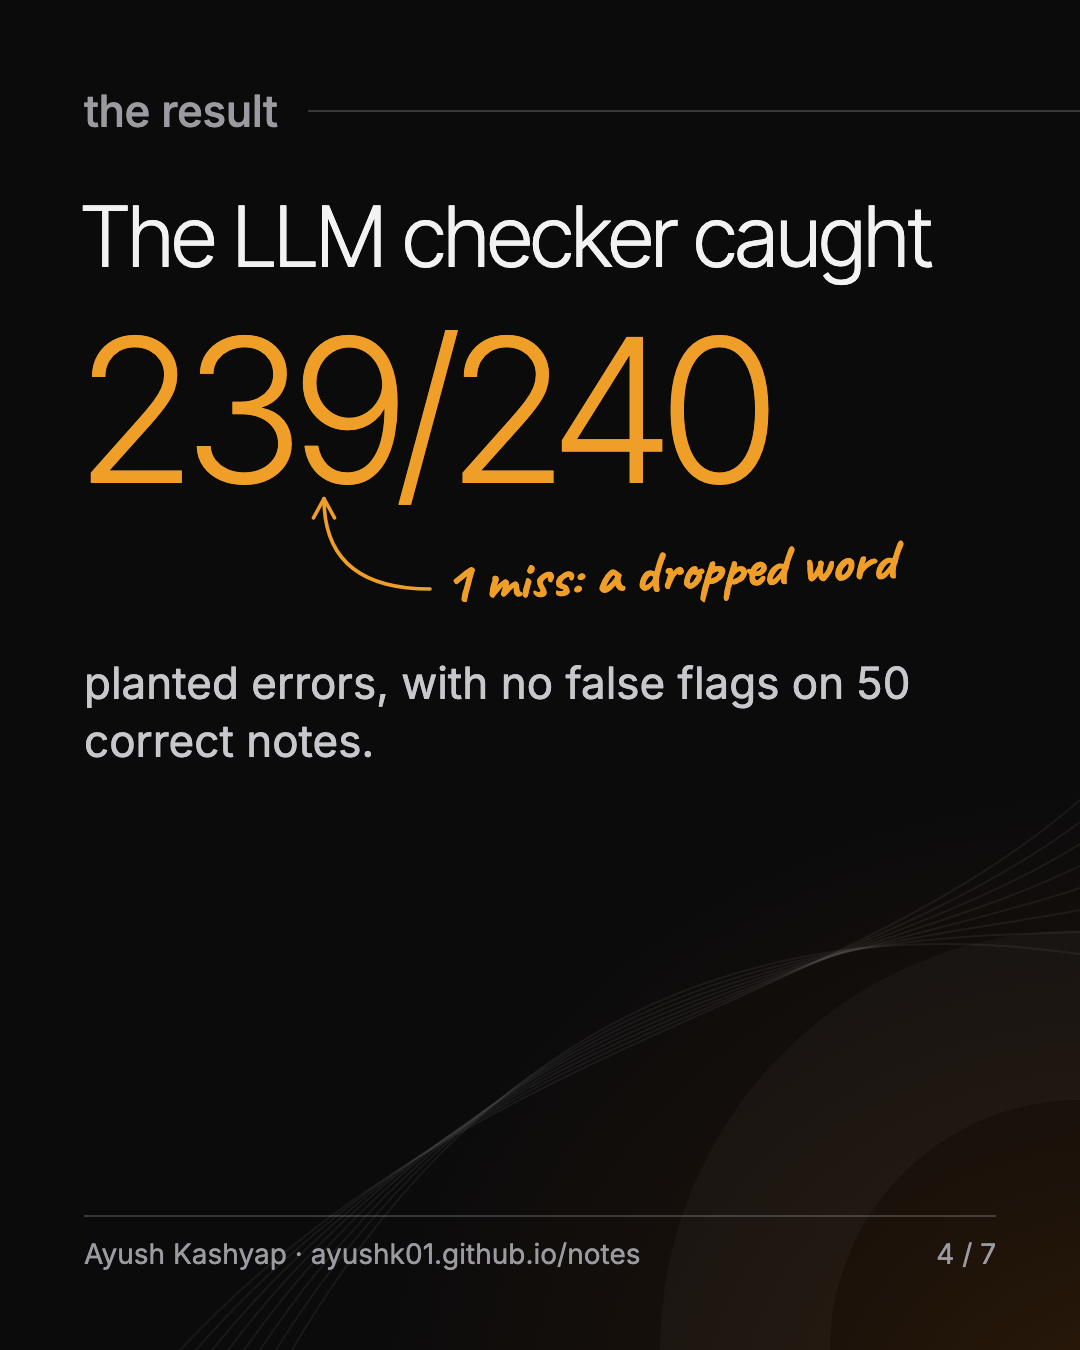 the result
The LLM checker caught
239/240
1 miss: a dropped word
planted errors, with no false flags on 50
correct notes.
Ayush Kashyap · ayushk01.github.io/notes
4 / 7